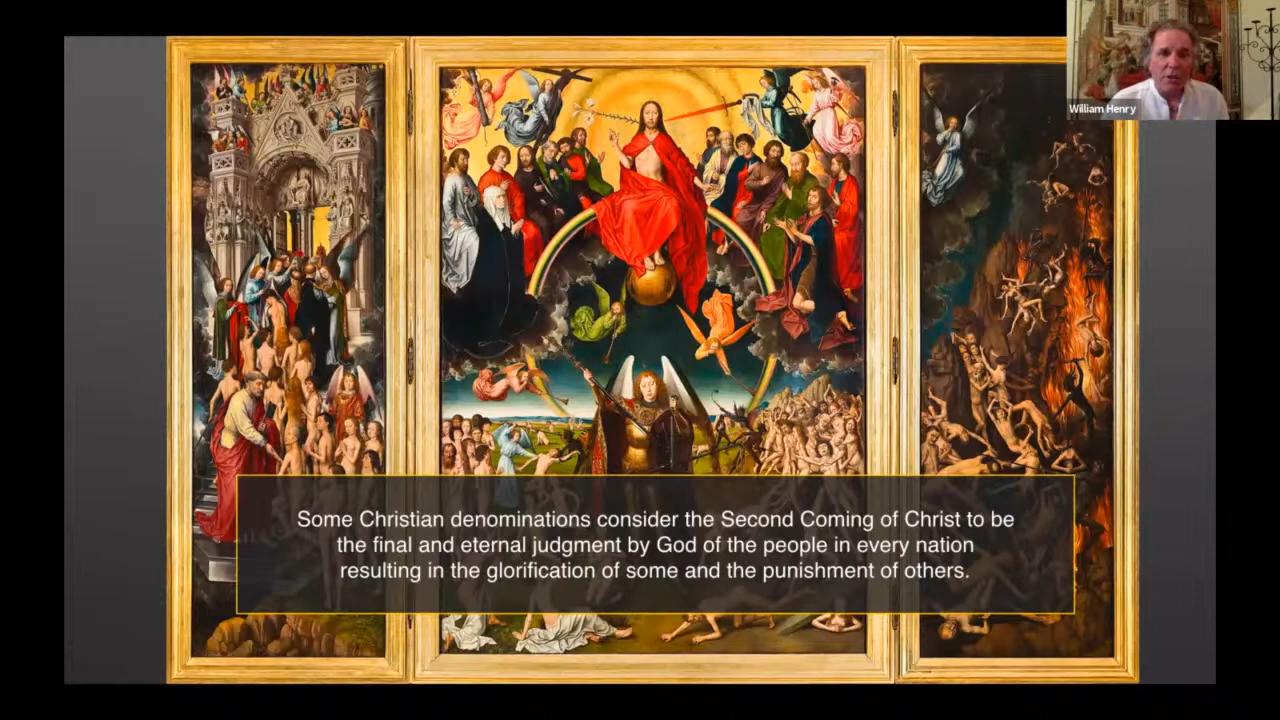 William Henry
Some Christian denominations consider the Second Coming of Christ to be
the final and eternal judgment by God of the people in every nation
resulting in the glorification of some and the punishment of others.